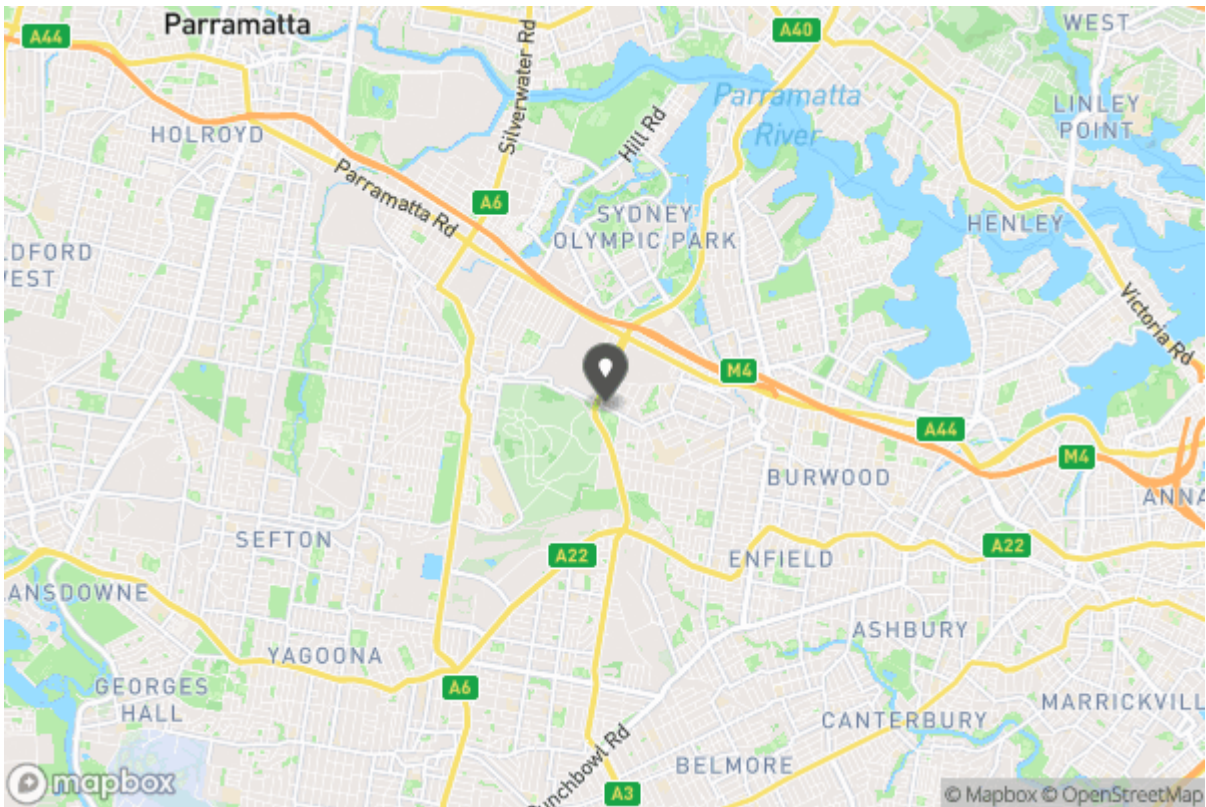 Parramatta
A44
A40
WEST
Silverwater Rd
Parramatta
River
LINLEY
POINT
HOLROYD
Hill Rd
Parramatta Rd
A6
SYDNEY
OLYMPIC PARK
HENLEY
LDFORD
VEST
Victoria Rd
M4
A44
M4
BURWOOD
ANNA
SEFTON
A22
ENFIELD
A22
ANSDOWNE
ASHBURY
YAGOONA
GEORGES
HALL
A6
MARRICKVILL
CANTERBURY
unchbowl Rd
BELMORE
mapbox
A3
© Mapbox © OpenStreetMap